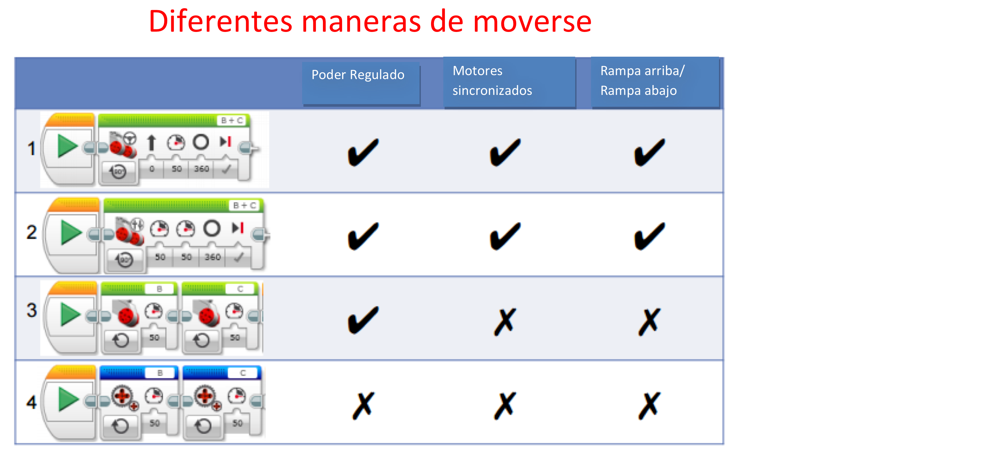 Diferentes maneras de moverse
Poder Regulado
Motores
sincronizados
Rampa arriba/
Rampa abajo
1
B + C
0 50 360
2
B + C
50 50 360
3
B C
50 50
4
B C
50 50